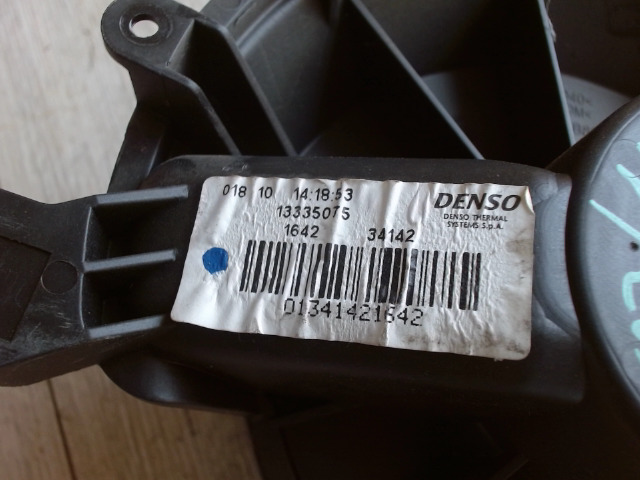 018 10 14:18:53
DENSO
DENSO THERMAL
SYSTEMS S.p.A.
13335075
1642 34142
01341421642